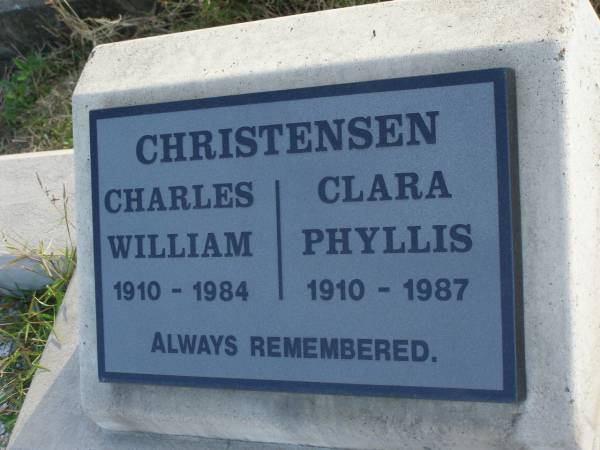 CHRISTENSEN
CHARLES
WILLIAM
1910 - 1984
CLARA
PHYLLIS
1910 - 1987
ALWAYS REMEMBERED.